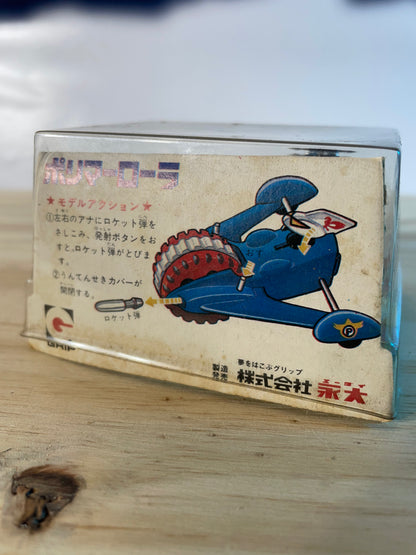 ポリマーローラ
★モデルアクション★
①左右のアナにロケット弾を
さしこみ、発射ボタンをお
すと、ロケット弾がとびま
す。
②うんてんせきカバーが
開閉する。
おす
ロケット弾
G
GRIP
夢をはこぶグリップ
製造
発売
株式会社
P